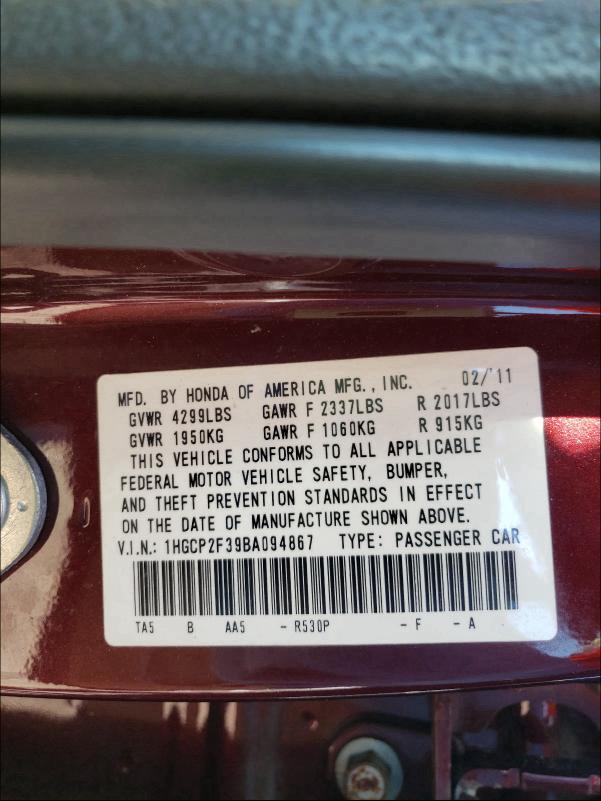 MFD. BY HONDA OF AMERICA MFG., INC. 02/'11
GVWR 4299LBS GAWR F 2337LBS R 2017LBS
GVWR 1950KG GAWR F 1060KG R 915KG
THIS VEHICLE CONFORMS TO ALL APPLICABLE
FEDERAL MOTOR VEHICLE SAFETY, BUMPER,
AND THEFT PREVENTION STANDARDS IN EFFECT
ON THE DATE OF MANUFACTURE SHOWN ABOVE.
V.I.N.: 1HGCP2F39BA094867 TYPE: PASSENGER CAR
TA5 B AA5 - R530P - F - A